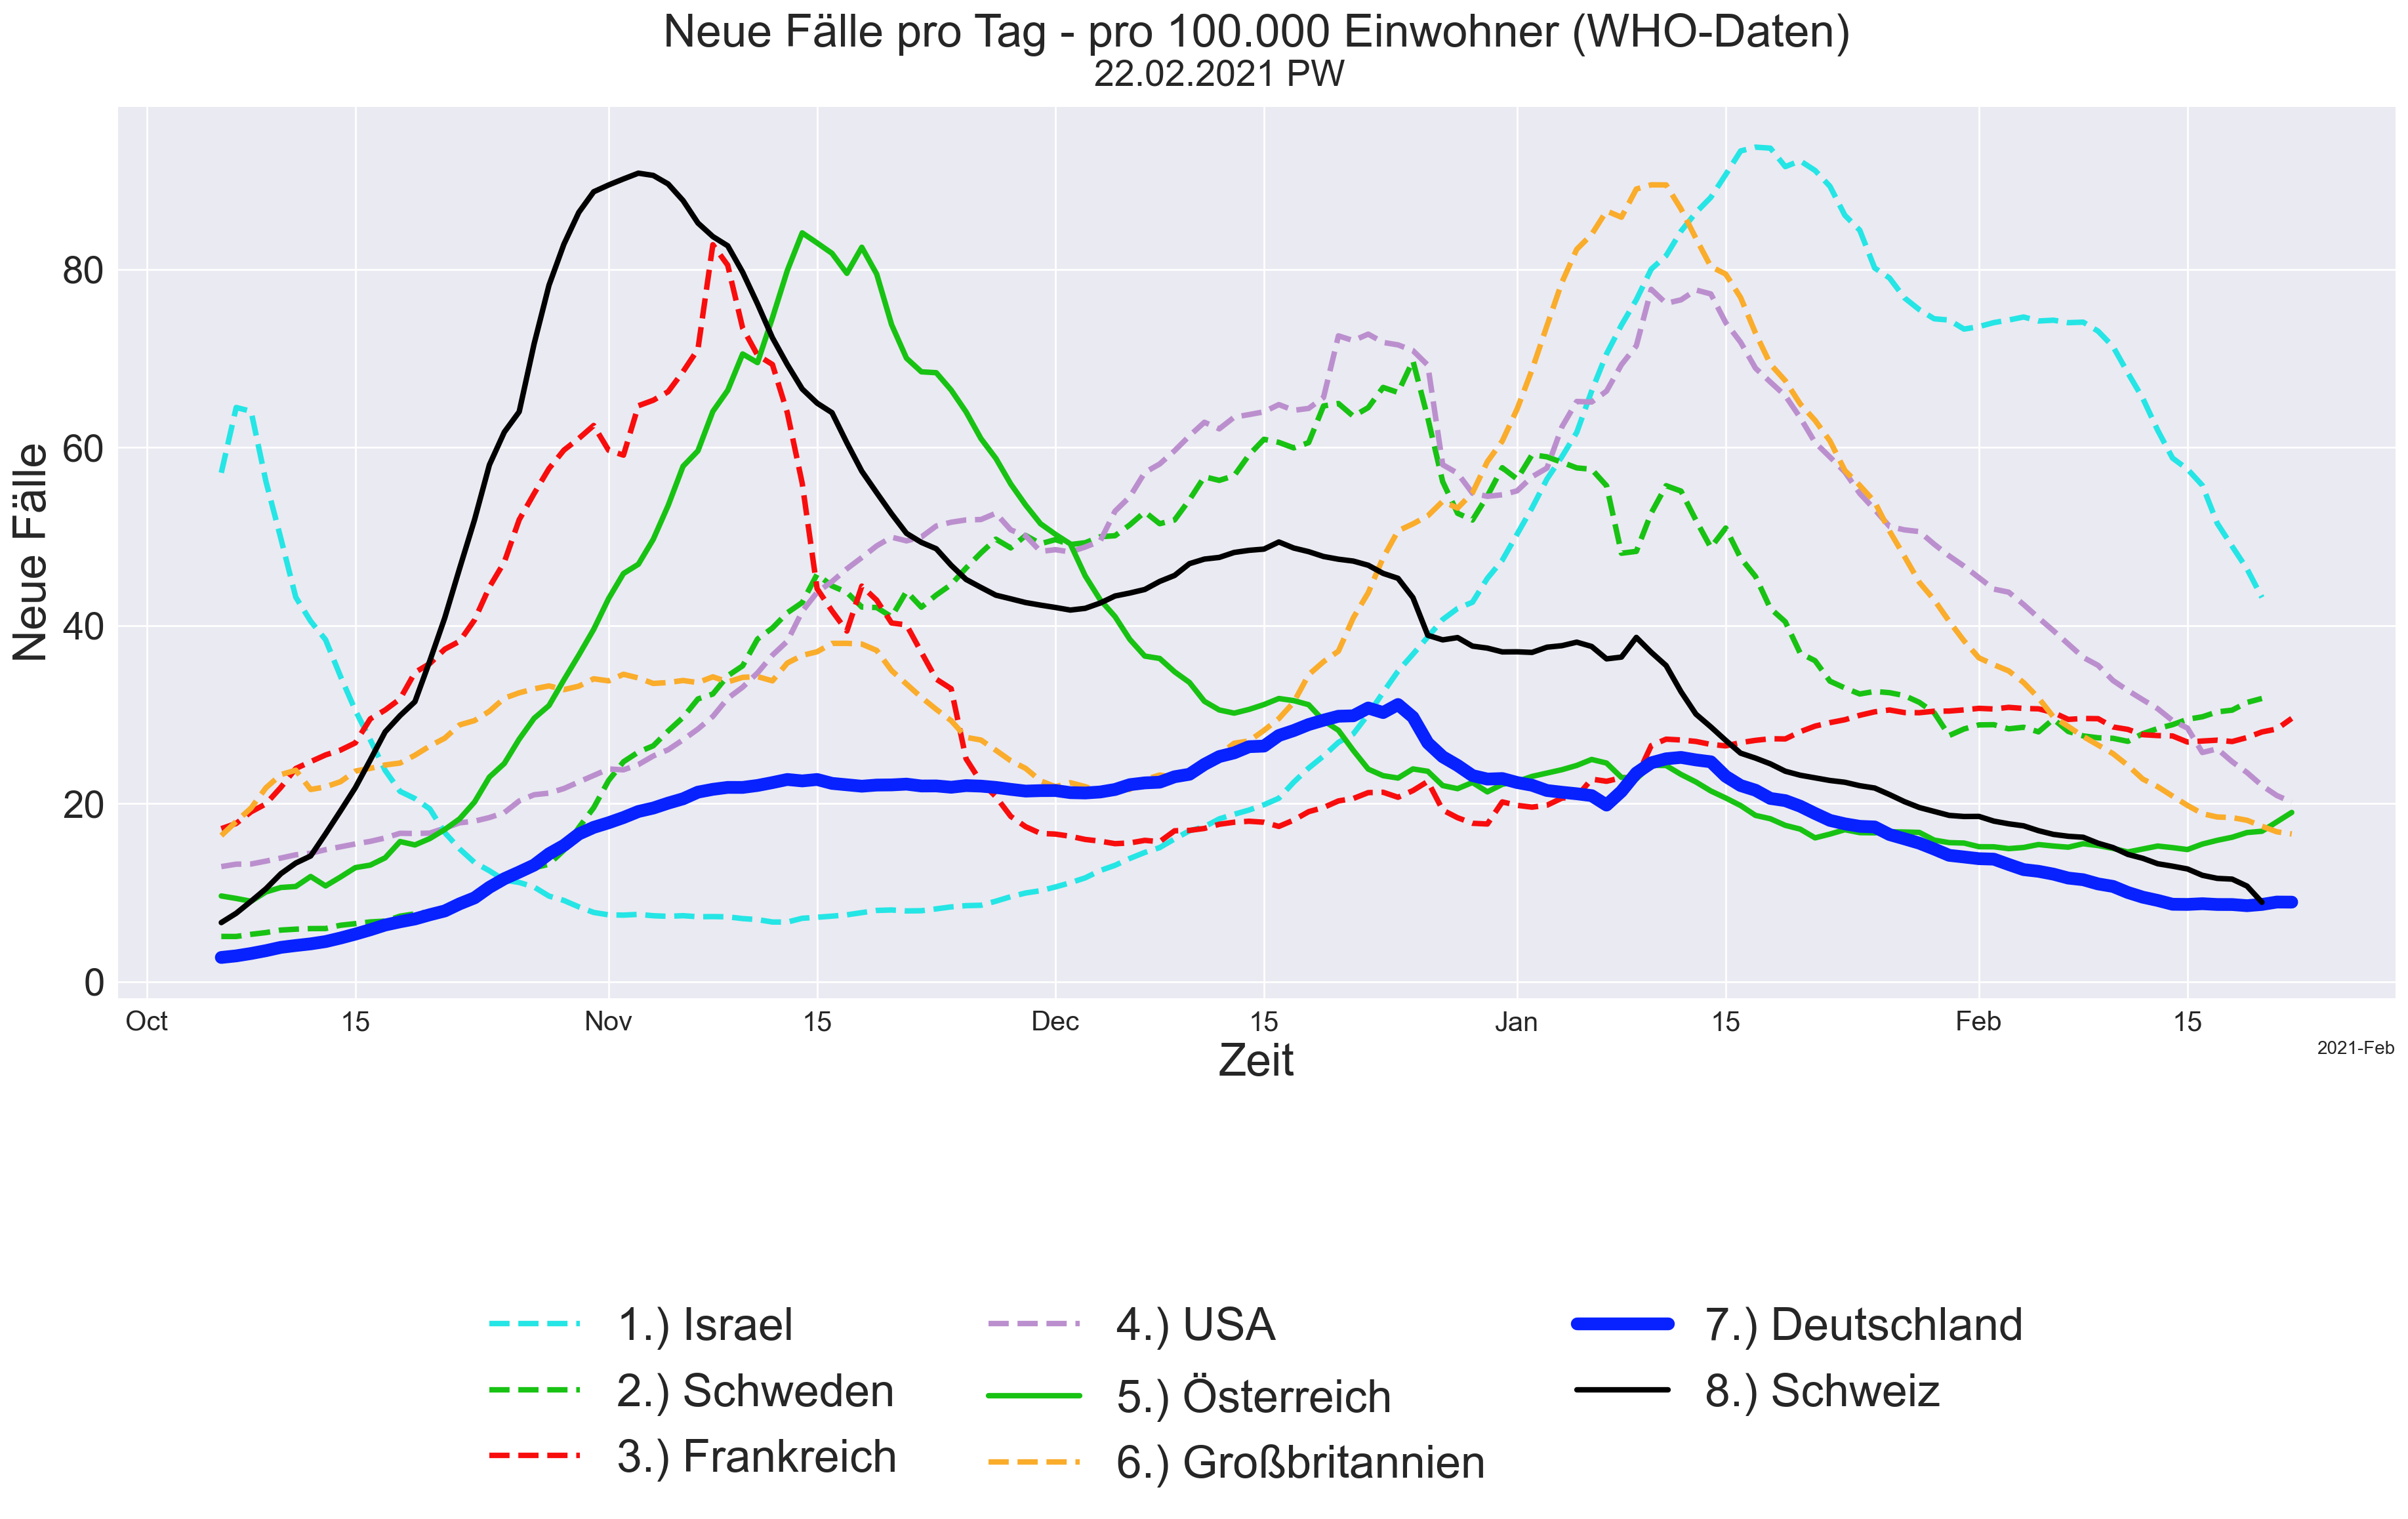 Neue Fälle pro Tag - pro 100.000 Einwohner (WHO-Daten)
22.02.2021 PW
Neue Fälle
80
60
40
20
0
Oct 15 Nov 15 Dec 15 Jan 15 Feb 15
2021-Feb
Zeit
1.) Israel
2.) Schweden
3.) Frankreich
4.) USA
5.) Österreich
6.) Großbritannien
7.) Deutschland
8.) Schweiz